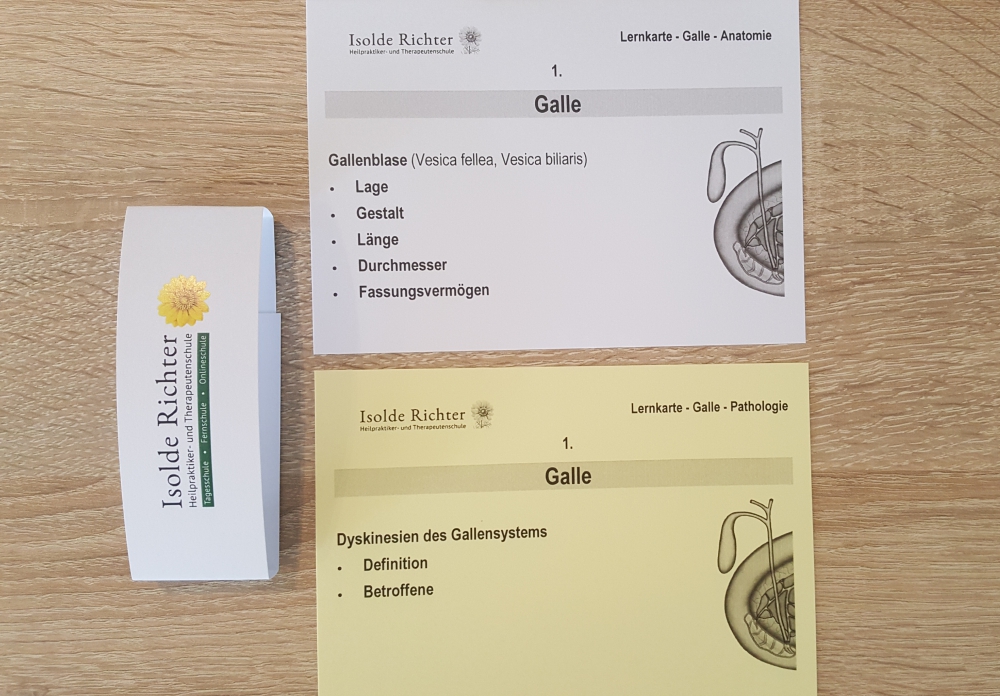 Isolde Richter
Heilpraktiker- und Therapeutenschule
Tagesschule • Fernschule • Onlineschule
Isolde Richter
Heilpraktiker- und Therapeutenschule
Lernkarte - Galle - Anatomie
1.
Galle
Gallenblase (Vesica fellea, Vesica biliaris)
• Lage
• Gestalt
• Länge
• Durchmesser
• Fassungsvermögen
Isolde Richter
Heilpraktiker- und Therapeutenschule
Lernkarte - Galle - Pathologie
1.
Galle
Dyskinesien des Gallensystems
• Definition
• Betroffene